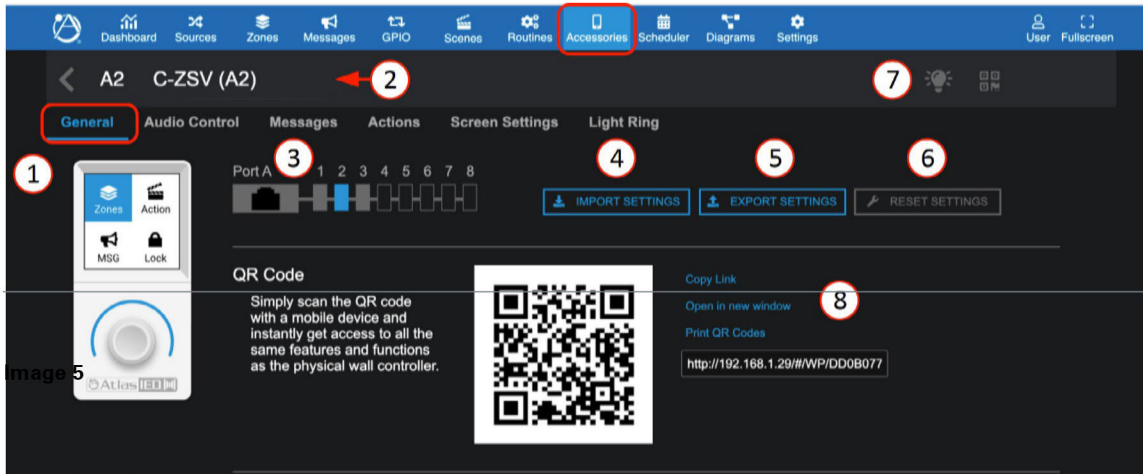 Dashboard Sources Zones Messages GPIO Scenes Routines Accessories Scheduler Diagrams Settings User Fullscreen
A2 C-ZSV (A2) 2 7
General Audio Control Messages Actions Screen Settings Light Ring
1
Port A 3 1 2 3 4 5 6 7 8
4 5 6
IMPORT SETTINGS EXPORT SETTINGS RESET SETTINGS
Zones Action
MSG Lock
QR Code
Simply scan the QR code
with a mobile device and
instantly get access to all the
same features and functions
as the physical wall controller.
Copy Link
Open in new window 8
Print QR Codes
http://192.168.1.29/#/WP/DD0B077
Image 5
AtlasIED